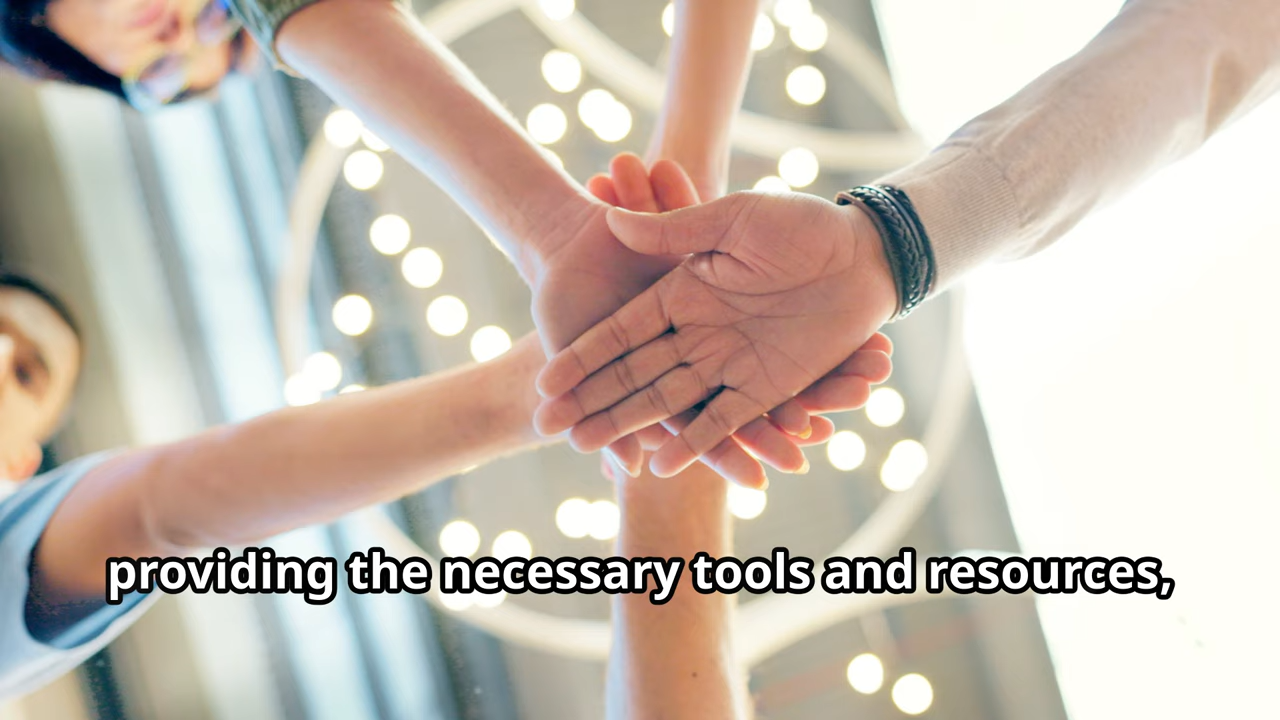 providing the necessary tools and resources,